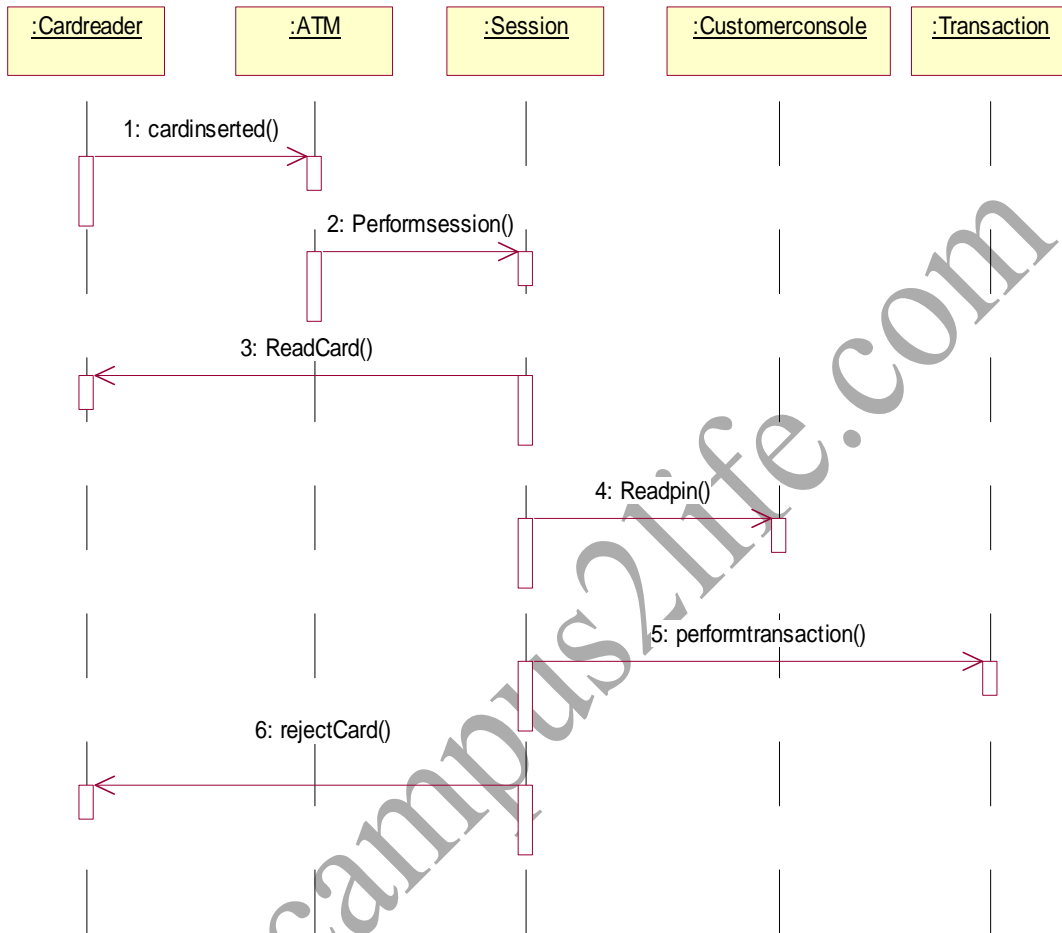 :Cardreader
:ATM
:Session
:Customerconsole
:Transaction
1: cardinserted()
2: Performsession()
3: ReadCard()
4: Readpin()
5: performtransaction()
6: rejectCard()
campus2life.com